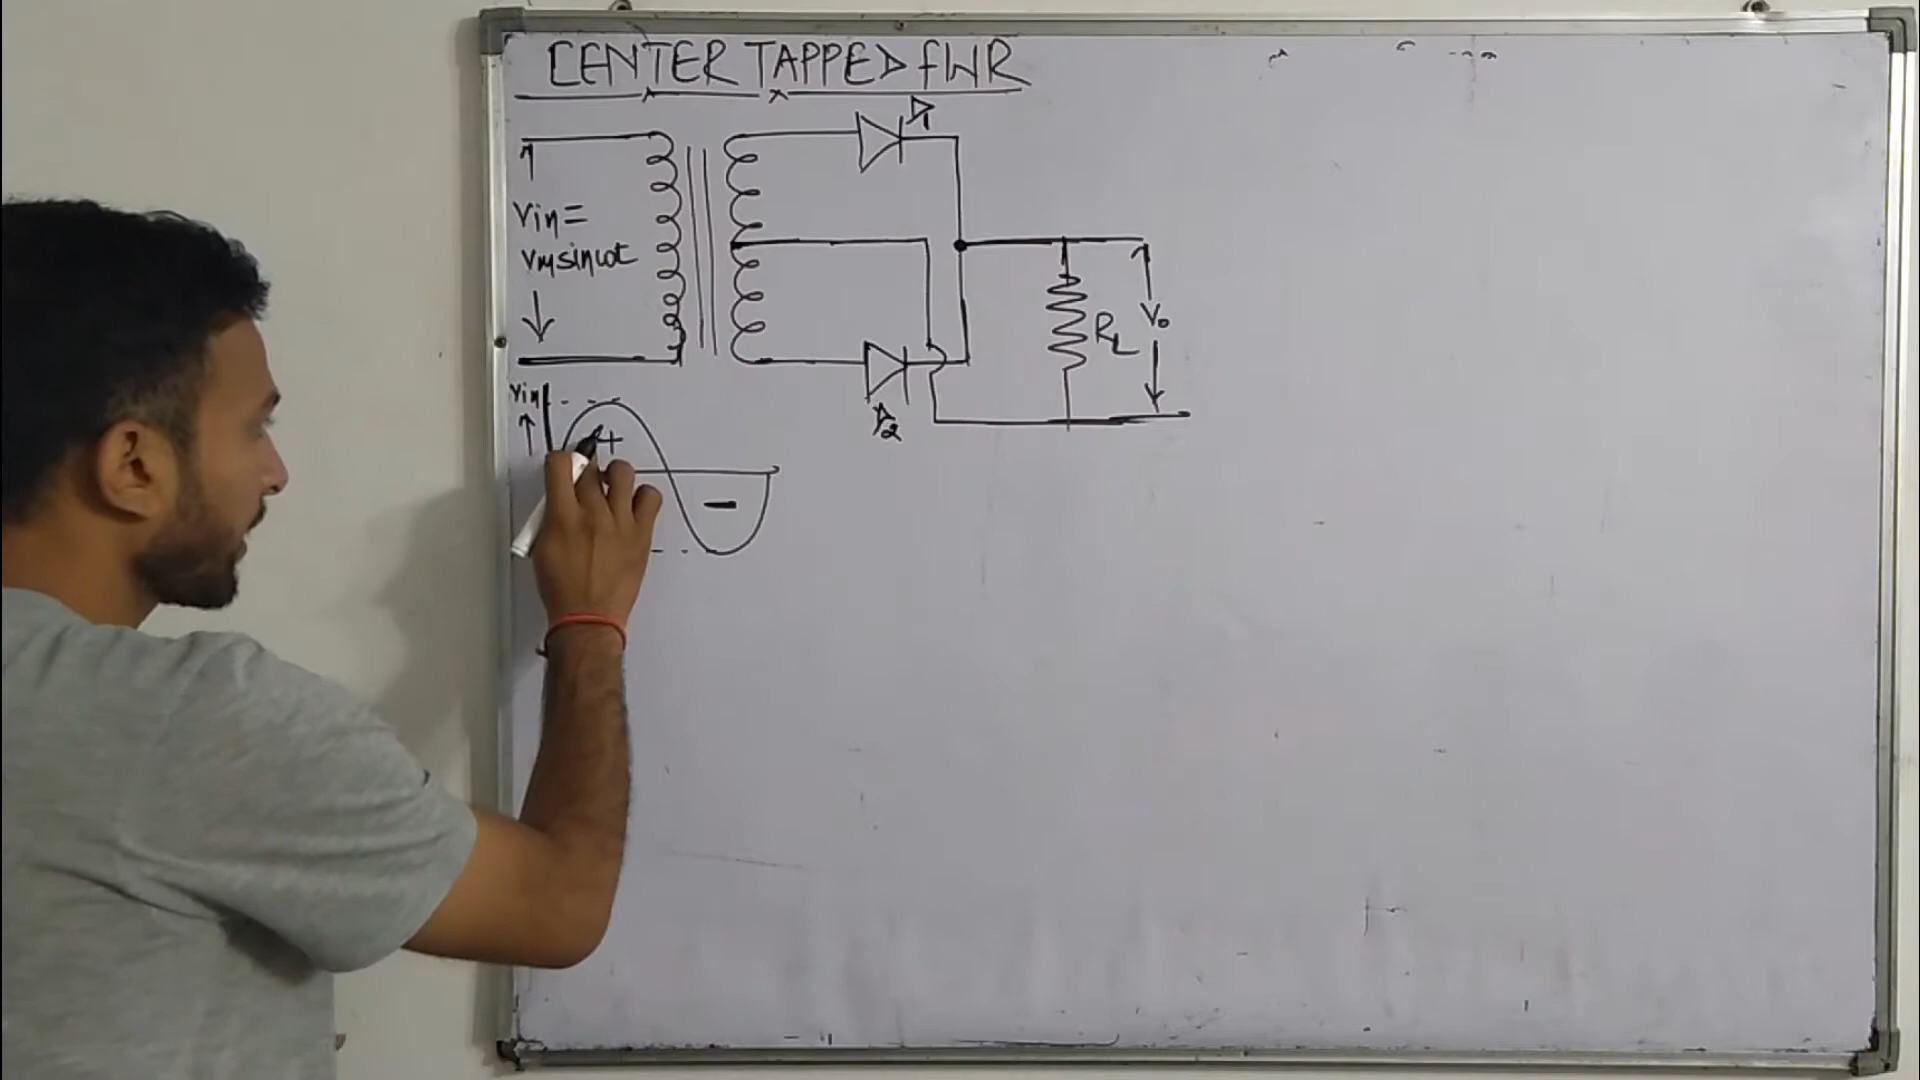 CENTER TAPPED FWR
D1
Vin =
Vm sin ωt
RL
Vo
D2
Vin
+
-